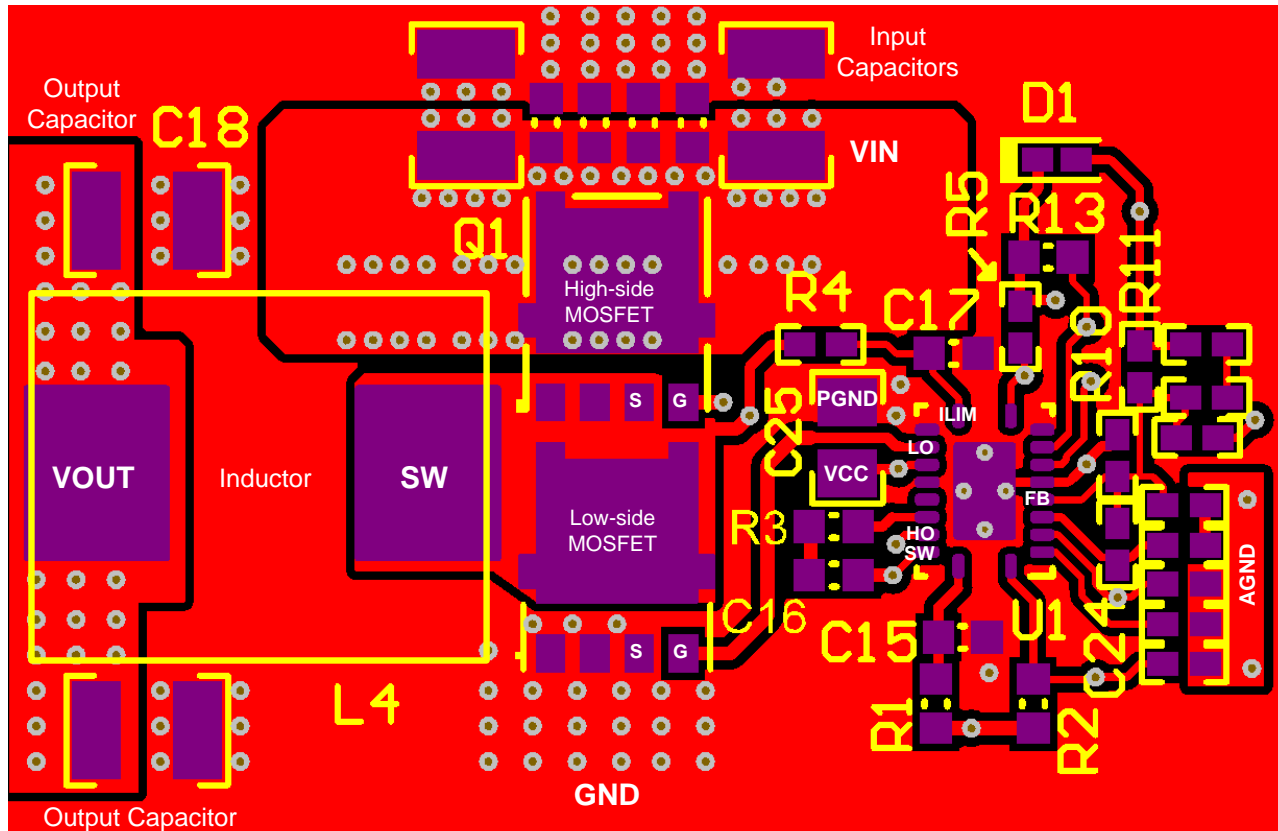 Input
Capacitors
Output
Capacitor
C18
D1
VIN
R5
R13
Q1
R11
High-side
MOSFET
R4
C17
R10
S
G
PGND
ILIM
C25
LO
VOUT
Inductor
SW
VCC
FB
Low-side
MOSFET
R3
HO
SW
AGND
C16
C15
U1
C24
S
G
L4
R1
R2
GND
Output Capacitor